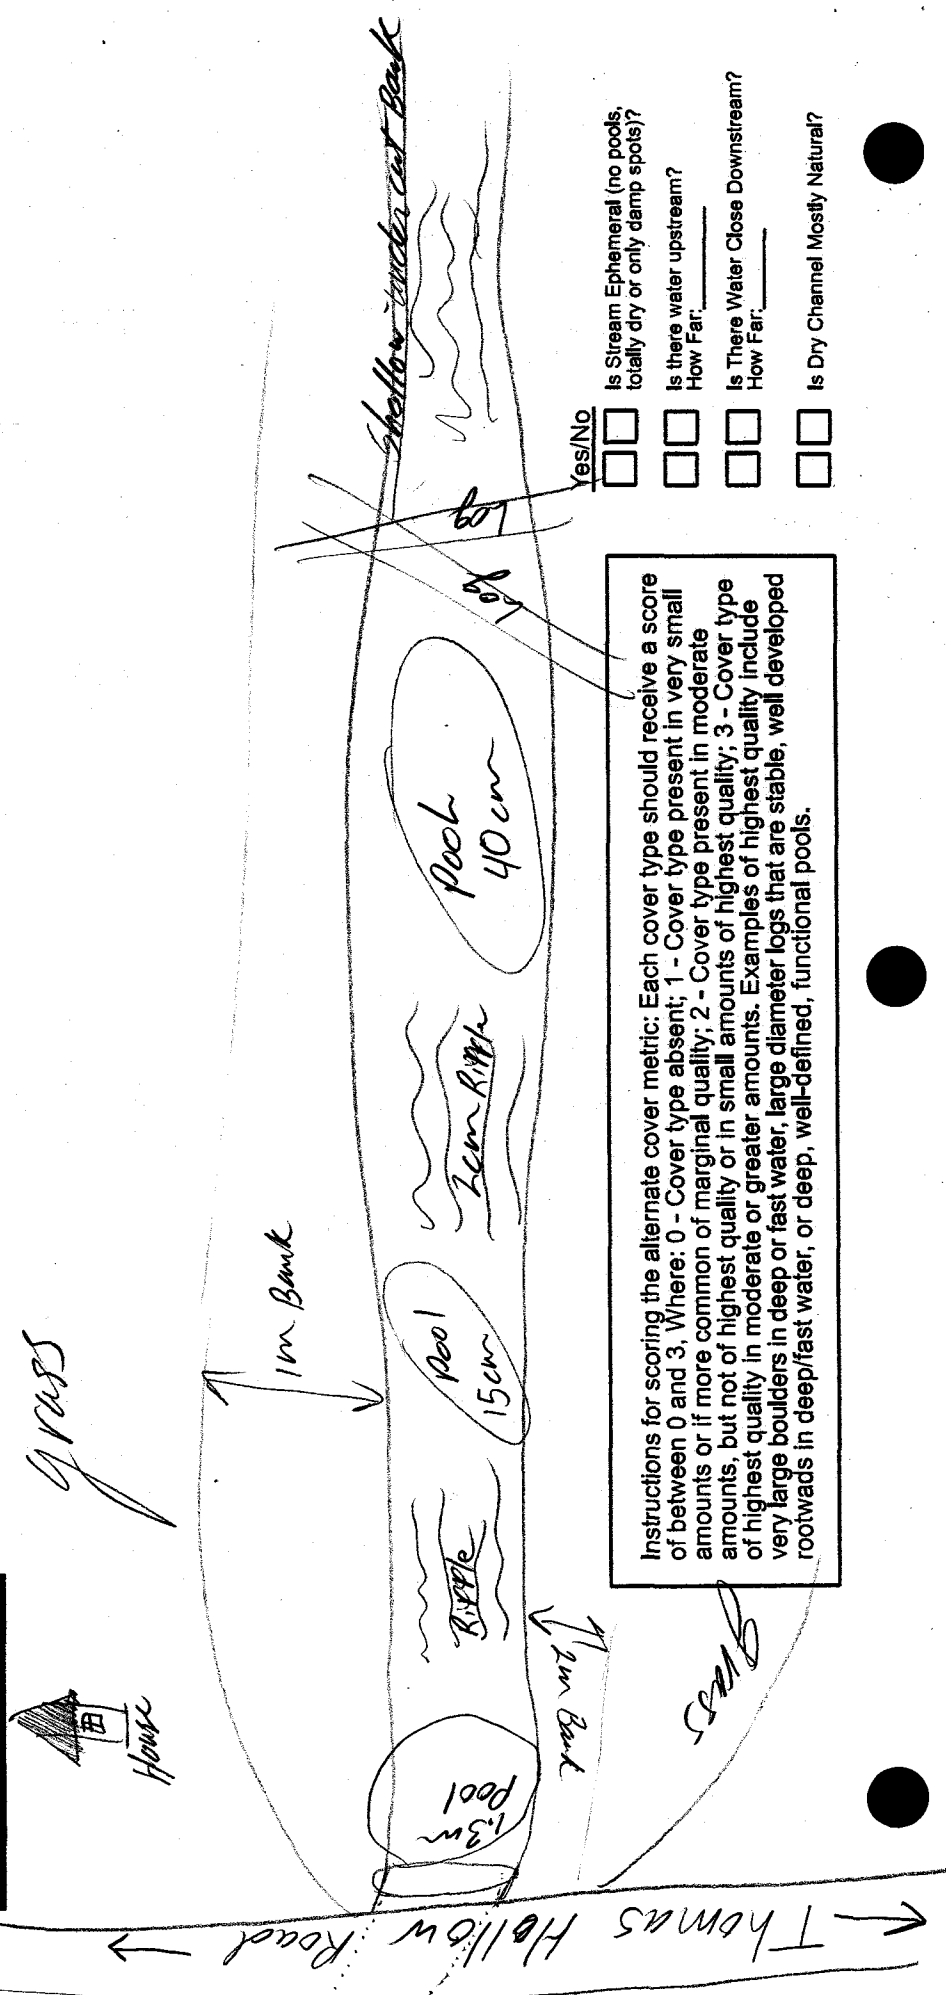 Grass
House
1m Bank
Shallow undercut Bank
Thomas Hollow Road
1.3m
Pool
Ripple
Pool
15cm
2cm Ripple
Pool
40cm
Log
Log
2m Bank
Grass
Yes/No
Is Stream Ephemeral (no pools,
totally dry or only damp spots)?
Is there water upstream?
How Far:
Is There Water Close Downstream?
How Far:
Is Dry Channel Mostly Natural?
Instructions for scoring the alternate cover metric: Each cover type should receive a score
of between 0 and 3, Where: 0 - Cover type absent; 1 - Cover type present in very small
amounts or if more common of marginal quality; 2 - Cover type present in moderate
amounts, but not of highest quality or in small amounts of highest quality; 3 - Cover type
of highest quality in moderate or greater amounts. Examples of highest quality include
very large boulders in deep or fast water, large diameter logs that are stable, well developed
rootwads in deep/fast water, or deep, well-defined, functional pools.